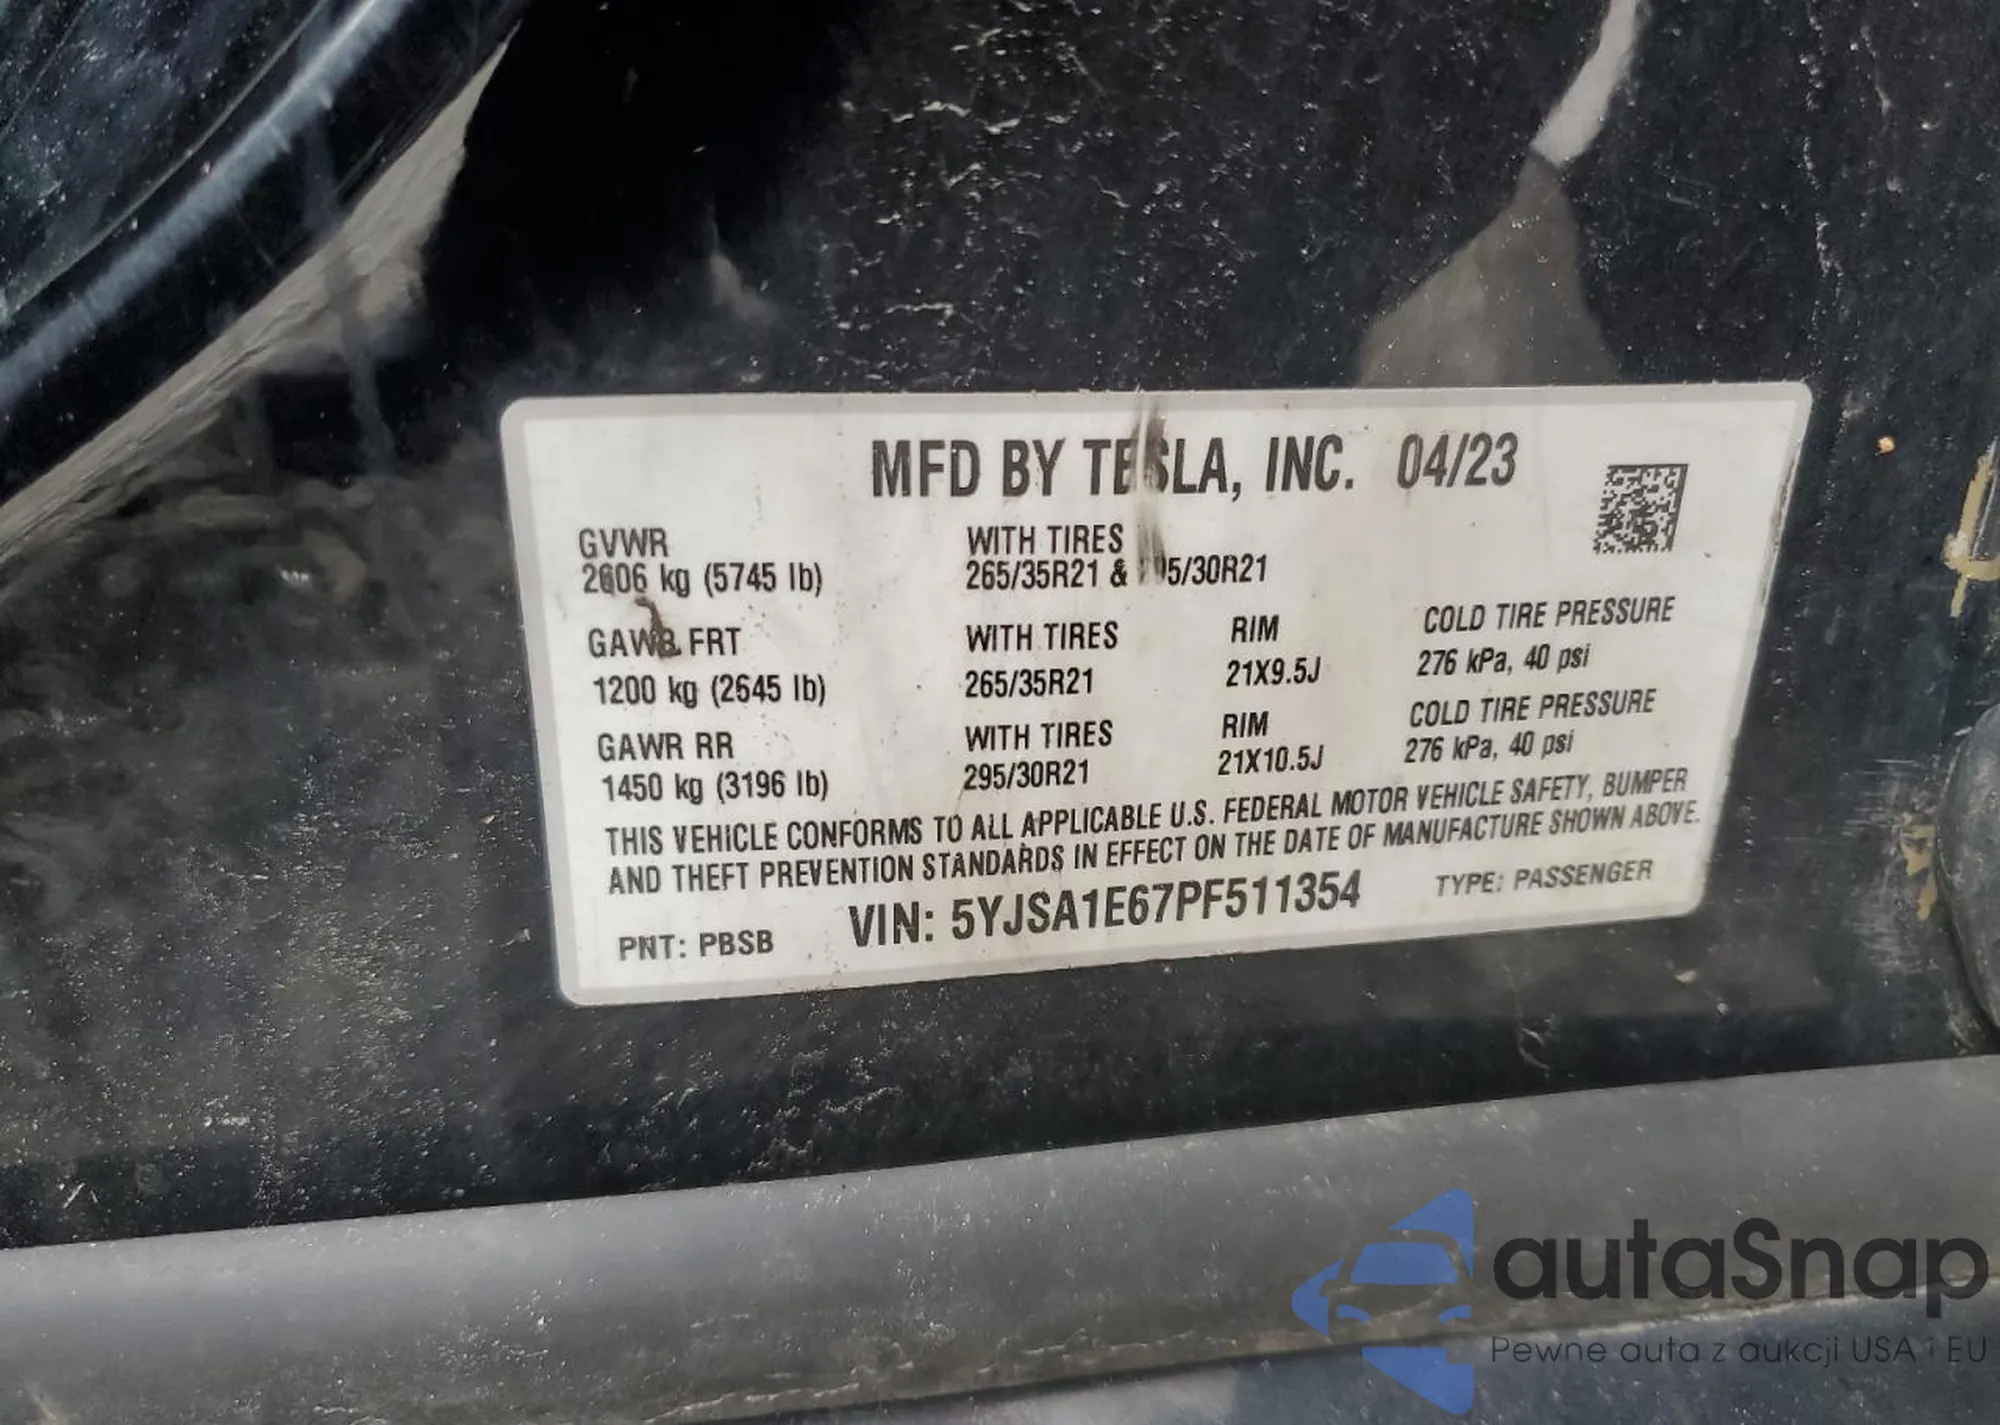 MFD BY TESLA, INC. 04/23
GVWR WITH TIRES
2606 kg (5745 lb) 265/35R21 & 5/30R21
GAWR FRT WITH TIRES RIM COLD TIRE PRESSURE
1200 kg (2645 lb) 265/35R21 21X9.5J 276 kPa, 40 psi
GAWR RR WITH TIRES RIM COLD TIRE PRESSURE
1450 kg (3196 lb) 295/30R21 21X10.5J 276 kPa, 40 psi
THIS VEHICLE CONFORMS TO ALL APPLICABLE U.S. FEDERAL MOTOR VEHICLE SAFETY, BUMPER
AND THEFT PREVENTION STANDARDS IN EFFECT ON THE DATE OF MANUFACTURE SHOWN ABOVE.
PNT: PBSB VIN: 5YJSA1E67PF511354 TYPE: PASSENGER
autaSnap
Pewne auta z aukcji USA i EU